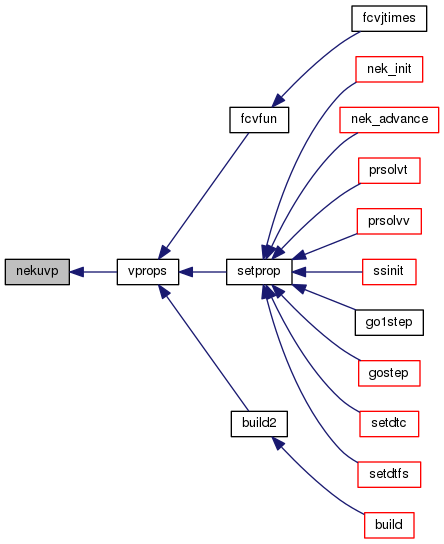 fcvjtimes
nek_init
fcvfun
nek_advance
prsolvt
prsolvv
nekuvp
vprops
setprop
ssinit
go1step
gostep
build2
setdtc
setdtfs
build